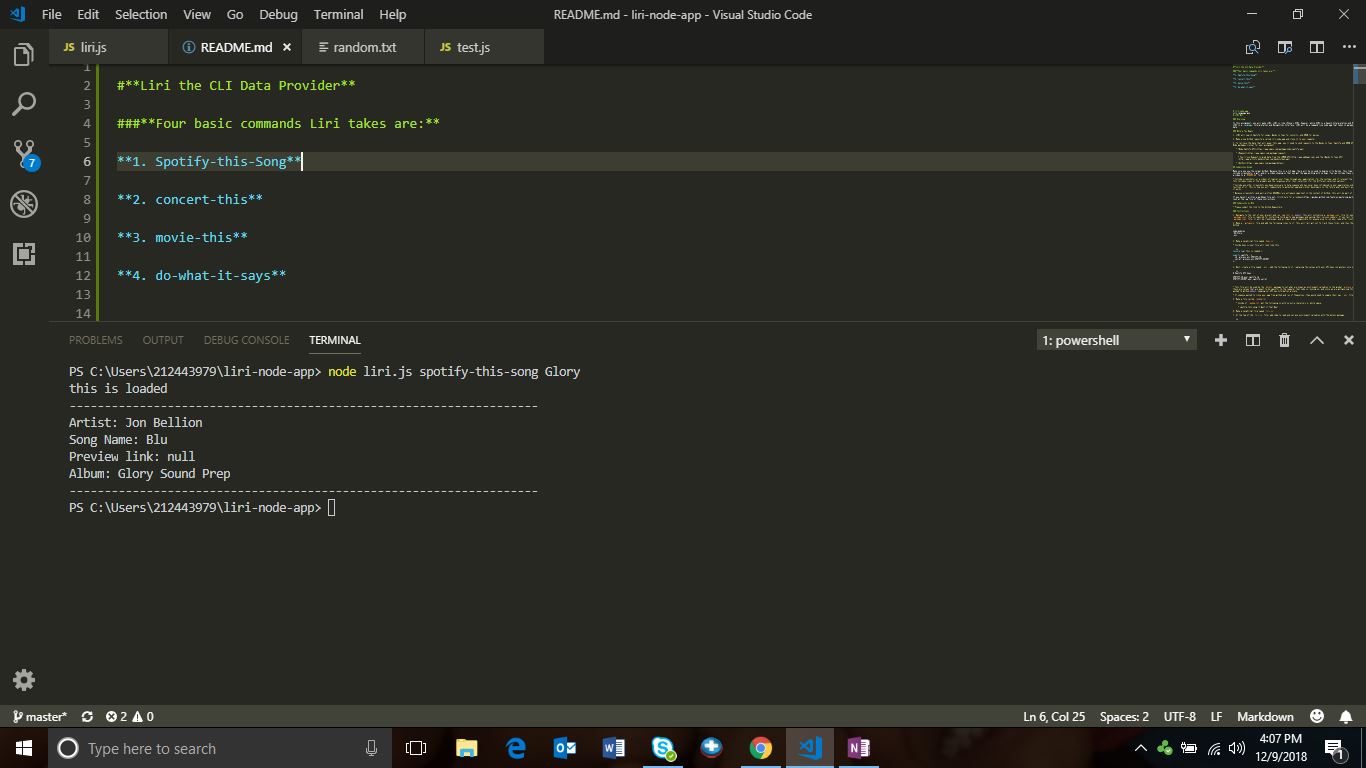 File Edit Selection View Go Debug Terminal Help README.md - liri-node-app - Visual Studio Code
JS liri.js README.md × random.txt JS test.js
1
2 #**Liri the CLI Data Provider**
3
4 ###**Four basic commands Liri takes are:**
5
6 **1. Spotify-this-Song**
7
8 **2. concert-this**
9
10 **3. movie-this**
11
12 **4. do-what-it-says**
13
14
7
PROBLEMS OUTPUT DEBUG CONSOLE TERMINAL 1: powershell
PS C:\Users\212443979\liri-node-app> node liri.js spotify-this-song Glory
this is loaded
-------------------------------------------------------------------
Artist: Jon Bellion
Song Name: Blu
Preview link: null
Album: Glory Sound Prep
-------------------------------------------------------------------
PS C:\Users\212443979\liri-node-app>
master* 2 0 Ln 6, Col 25 Spaces: 2 UTF-8 LF Markdown
Type here to search
4:07 PM
12/9/2018
1